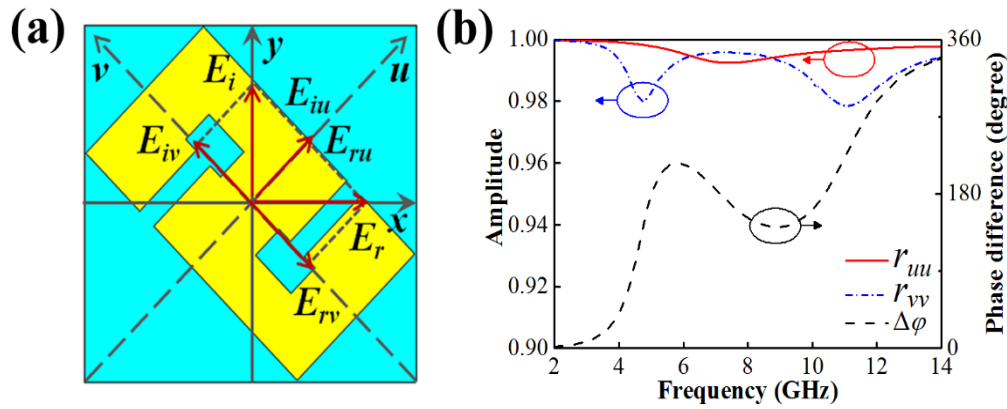 (a)
v
y
u
E_i
E_iu
E_iv
E_ru
x
E_r
E_rv
(b)
1.00
0.98
0.96
0.94
0.92
0.90
Amplitude
360
180
0
Phase difference (degree)
r_uu
r_vv
Δφ
2 4 6 8 10 12 14
Frequency (GHz)